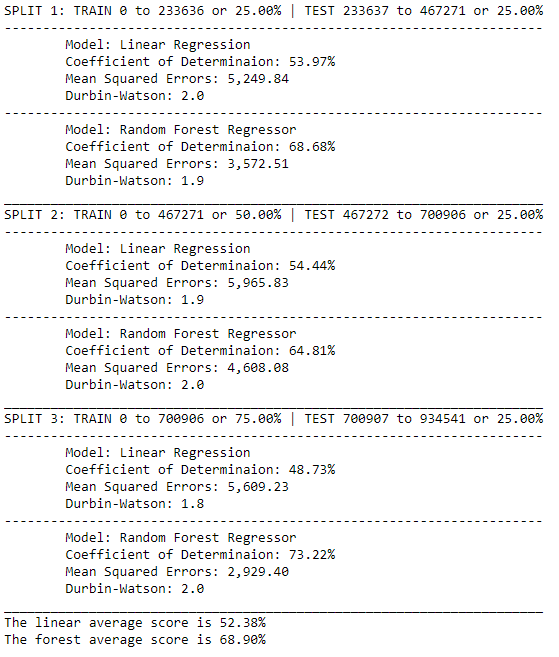 SPLIT 1: TRAIN 0 to 233636 or 25.00% | TEST 233637 to 467271 or 25.00%
----------------------------------------------------------------------
Model: Linear Regression
Coefficient of Determinaion: 53.97%
Mean Squared Errors: 5,249.84
Durbin-Watson: 2.0
----------------------------------------------------------------------
Model: Random Forest Regressor
Coefficient of Determinaion: 68.68%
Mean Squared Errors: 3,572.51
Durbin-Watson: 1.9
______________________________________________________________________
SPLIT 2: TRAIN 0 to 467271 or 50.00% | TEST 467272 to 700906 or 25.00%
----------------------------------------------------------------------
Model: Linear Regression
Coefficient of Determinaion: 54.44%
Mean Squared Errors: 5,965.83
Durbin-Watson: 1.9
----------------------------------------------------------------------
Model: Random Forest Regressor
Coefficient of Determinaion: 64.81%
Mean Squared Errors: 4,608.08
Durbin-Watson: 2.0
______________________________________________________________________
SPLIT 3: TRAIN 0 to 700906 or 75.00% | TEST 700907 to 934541 or 25.00%
----------------------------------------------------------------------
Model: Linear Regression
Coefficient of Determinaion: 48.73%
Mean Squared Errors: 5,609.23
Durbin-Watson: 1.8
----------------------------------------------------------------------
Model: Random Forest Regressor
Coefficient of Determinaion: 73.22%
Mean Squared Errors: 2,929.40
Durbin-Watson: 2.0
______________________________________________________________________
The linear average score is 52.38%
The forest average score is 68.90%